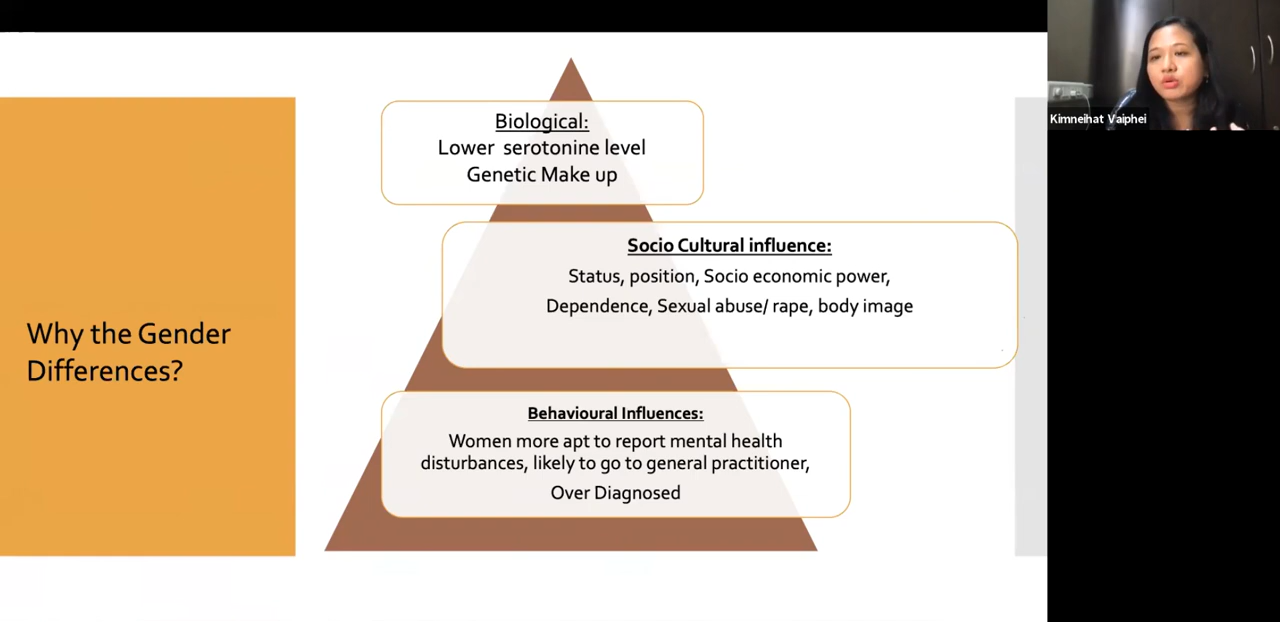 Why the Gender
Differences?
Biological:
Lower serotonine level
Genetic Make up
Socio Cultural influence:
Status, position, Socio economic power,
Dependence, Sexual abuse/ rape, body image
Behavioural Influences:
Women more apt to report mental health
disturbances, likely to go to general practitioner,
Over Diagnosed
Kimneihat Vaiphei